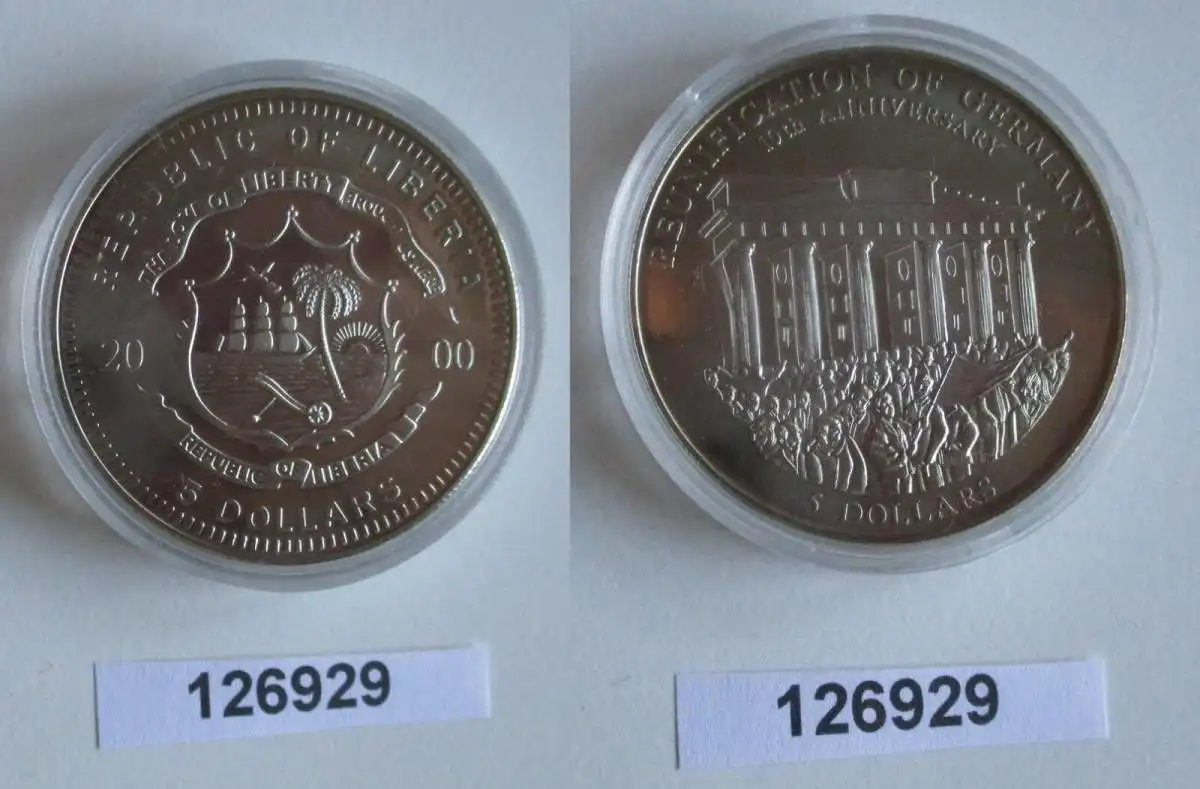 REPUBLIC OF LIBERIA
THE LOVE OF LIBERTY BROUGHT US HERE
20 00
REPUBLIC OF LIBERIA
5 DOLLARS
126929
REUNIFICATION OF GERMANY
10th ANNIVERSARY
5 DOLLARS
126929